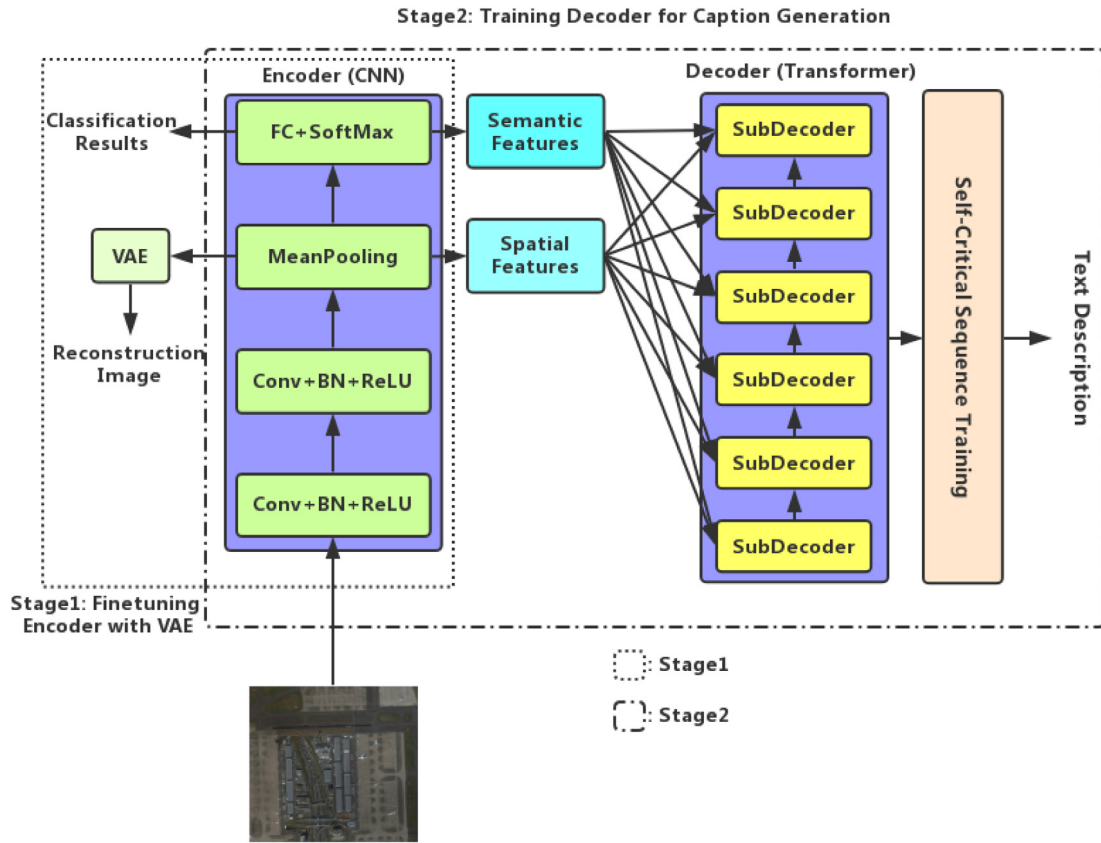 Stage2: Training Decoder for Caption Generation
Encoder (CNN)
Decoder (Transformer)
Classification
Results
FC+SoftMax
Semantic
Features
SubDecoder
SubDecoder
VAE
MeanPooling
Spatial
Features
SubDecoder
Reconstruction
Image
Conv+BN+ReLU
SubDecoder
Conv+BN+ReLU
SubDecoder
SubDecoder
Self-Critical Sequence Training
Text Description
Stage1: Finetuning
Encoder with VAE
: Stage1
: Stage2